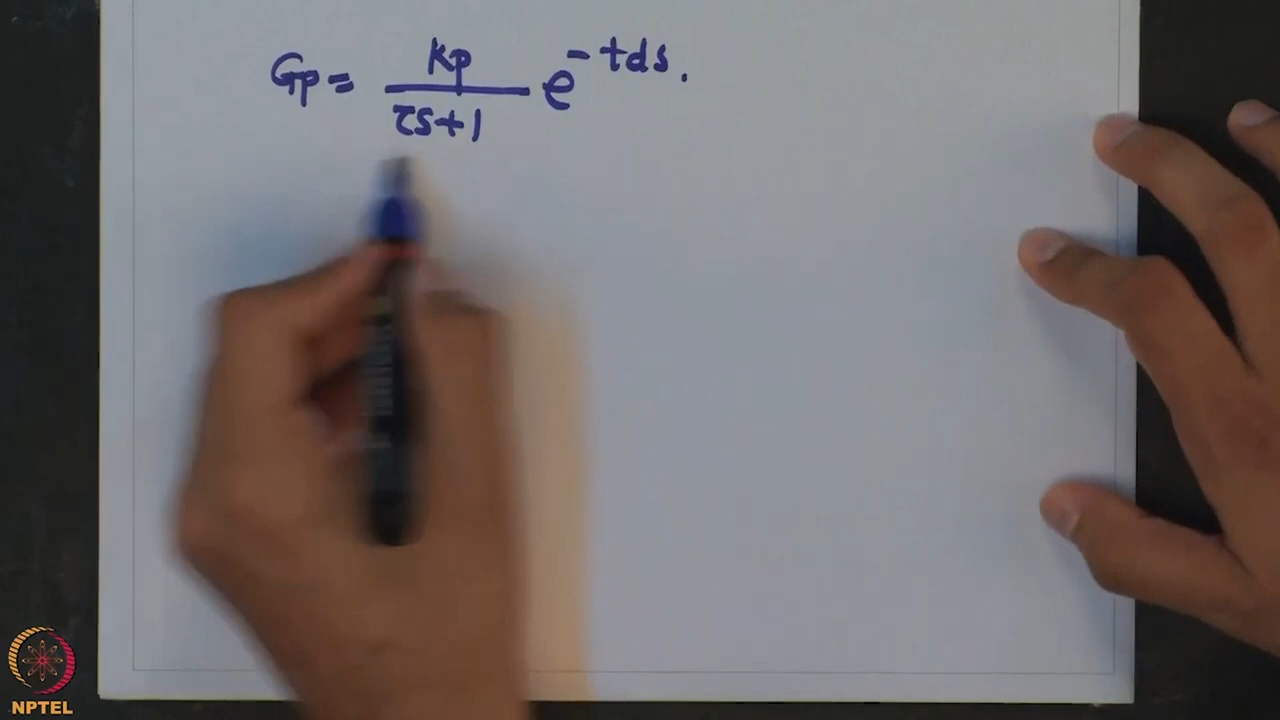 Gp = Kp / τs+1 e^-tds.
NPTEL